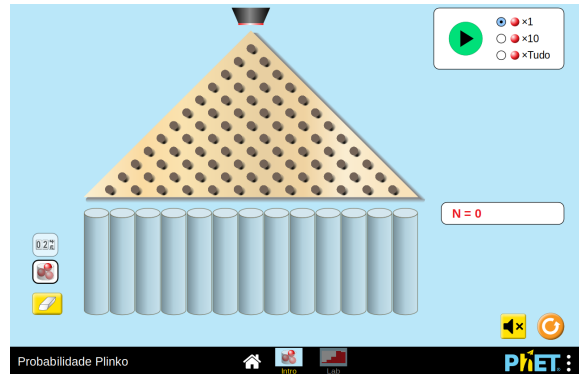 ×1
×10
×Tudo
N = 0
Probabilidade Plinko
Intro
Lab
PhET